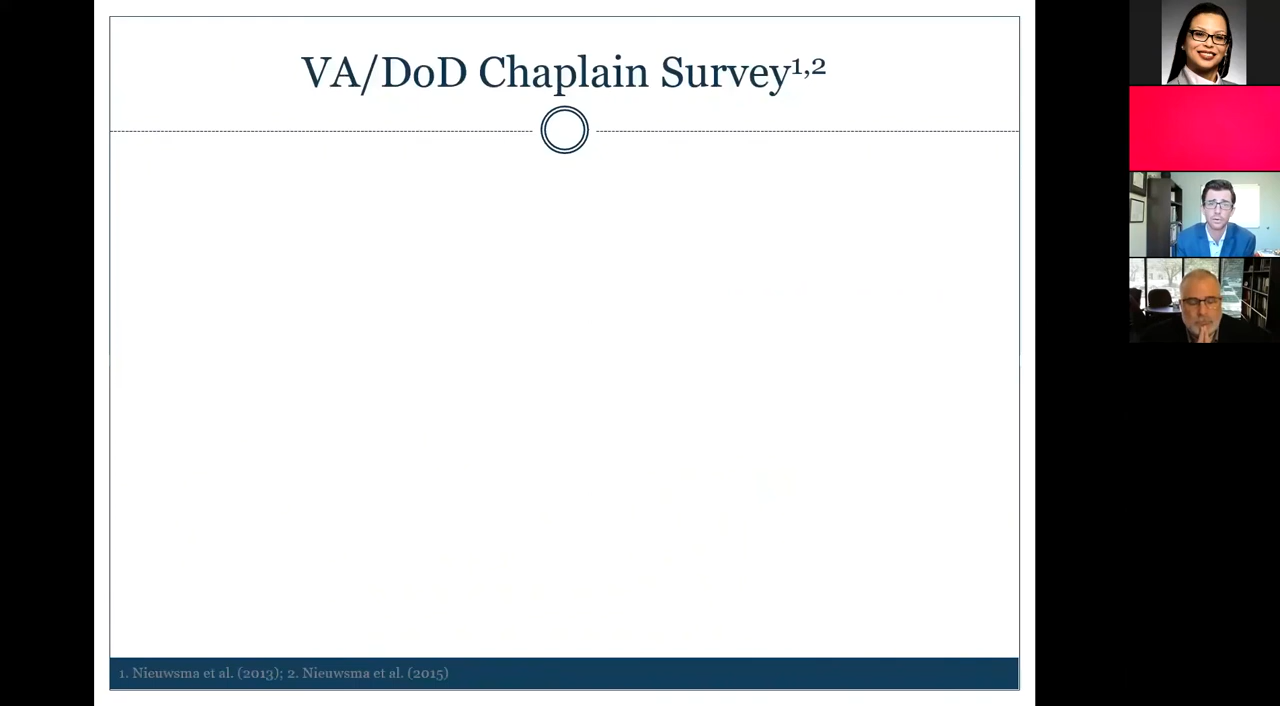 VA/DoD Chaplain Survey¹,²
1. Nieuwsma et al. (2013); 2. Nieuwsma et al. (2015)